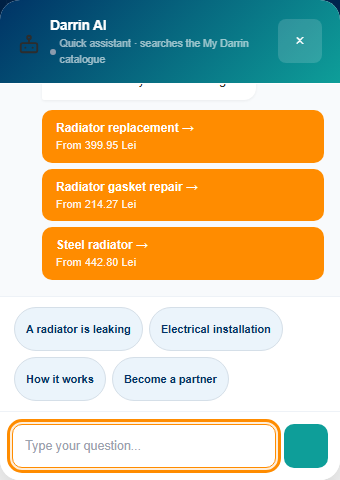 Darrin AI
Quick assistant · searches the My Darrin
catalogue
×
Radiator replacement →
From 399.95 Lei
Radiator gasket repair →
From 214.27 Lei
Steel radiator →
From 442.80 Lei
A radiator is leaking
Electrical installation
How it works
Become a partner
Type your question...